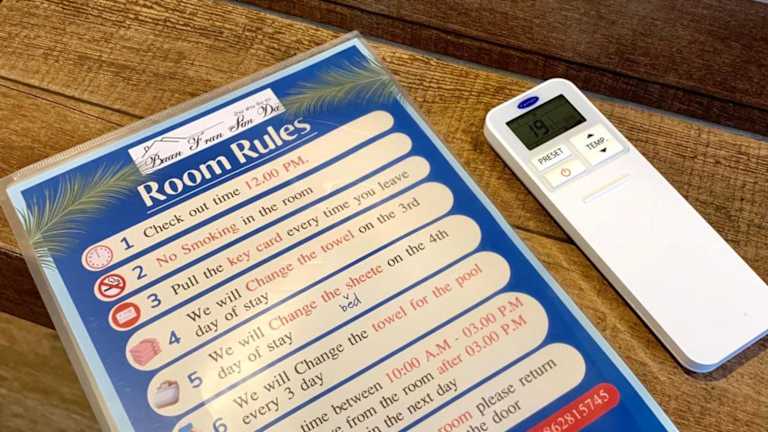 Baan Fran San Da
Room Rules
1 Check out time 12.00 PM.
2 No Smoking in the room
3 Pull the key card every time you leave
4 We will Change the towel on the 3rd
day of stay
5 We will Change the sheete on the 4th
bed
day of stay
6 We will Change the towel for the pool
every 3 day
time between 10:00 A.M - 03.00 P.M
from the room after 03.00 P.M
in the next day
room please return
the door
862815745
19
PRESET
TEMP